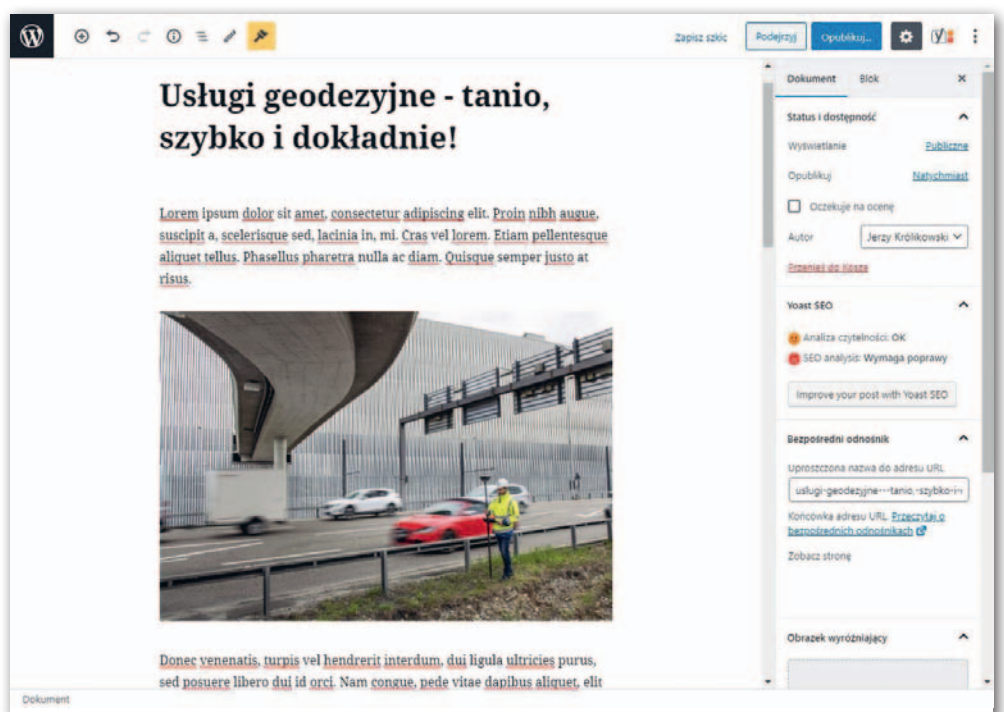 Zapisz szkic
Podejrzyj
Opublikuj...
Usługi geodezyjne - tanio,
szybko i dokładnie!
Lorem ipsum dolor sit amet, consectetur adipiscing elit. Proin nibh augue,
suscipit a, scelerisque sed, lacinia in, mi. Cras vel lorem. Etiam pellentesque
aliquet tellus. Phasellus pharetra nulla ac diam. Quisque semper justo at
risus.
Donec venenatis, turpis vel hendrerit interdum, dui ligula ultricies purus,
sed posuere libero dui id orci. Nam congue, pede vitae dapibus aliquet, elit
Dokument
Blok
Status i dostępność
Wyświetlanie Publiczne
Opublikuj Natychmiast
Oczekuje na ocenę
Autor Jerzy Królikowski
Przenieś do kosza
Yoast SEO
Analiza czytelności: OK
SEO analysis: Wymaga poprawy
Improve your post with Yoast SEO
Bezpośredni odnośnik
Uproszczona nazwa do adresu URL
usługi-geodezyjne---tanio,-szybko-i-
Końcówka adresu URL. Przeczytaj o
bezpośrednich odnośnikach
Zobacz stronę
Obrazek wyróżniający
Dokument